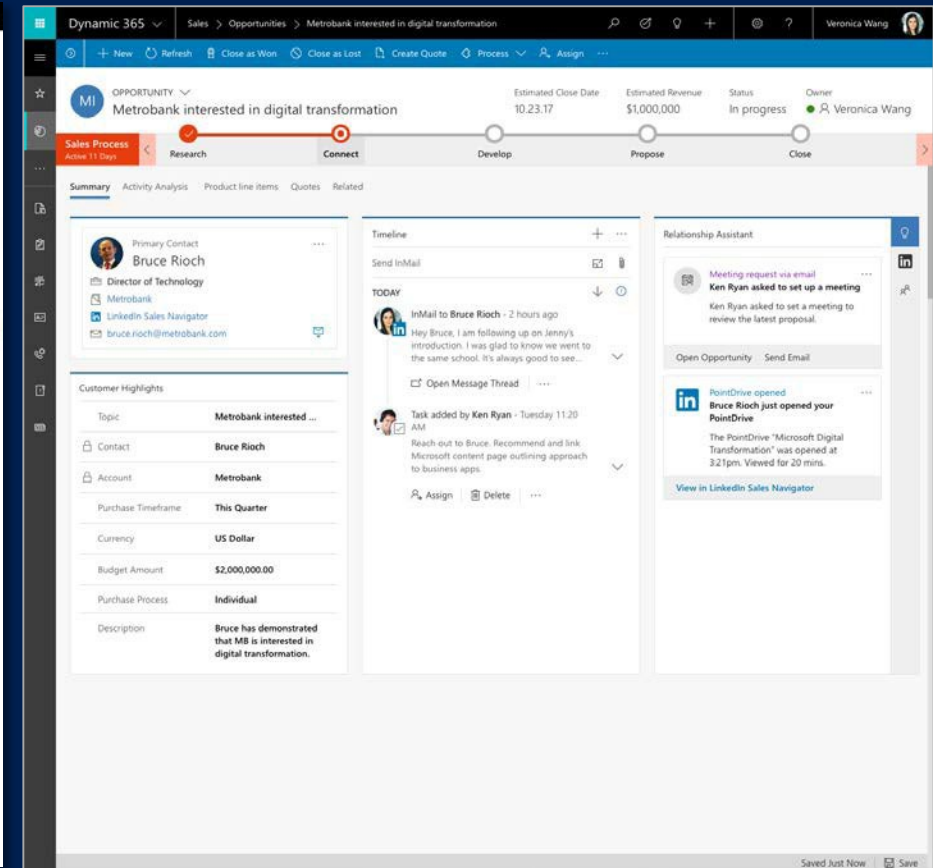 Dynamic 365
Sales > Opportunities > Metrobank interested in digital transformation
Veronica Wang
New
Refresh
Close as Won
Close as Lost
Create Quote
Process
Assign
MI
OPPORTUNITY
Metrobank interested in digital transformation
Estimated Close Date
10.23.17
Estimated Revenue
$1,000,000
Status
In progress
Owner
Veronica Wang
Sales Process
Active 11 Days
Research
Connect
Develop
Propose
Close
Summary
Activity Analysis
Product line items
Quotes
Related
Primary Contact
Bruce Rioch
Director of Technology
Metrobank
LinkedIn Sales Navigator
bruce.rioch@metrobank.com
Customer Highlights
Topic
Metrobank interested ...
Contact
Bruce Rioch
Account
Metrobank
Purchase Timeframe
This Quarter
Currency
US Dollar
Budget Amount
$2,000,000.00
Purchase Process
Individual
Description
Bruce has demonstrated
that MB is interested in
digital transformation.
Timeline
Send InMail
TODAY
InMail to Bruce Rioch - 2 hours ago
Hey Bruce, I am following up on Jenny's
introduction. I was glad to know we went to
the same school. It's always good to see...
Open Message Thread
Task added by Ken Ryan - Tuesday 11:20
AM
Reach out to Bruce. Recommend and link
Microsoft content page outlining approach
to business apps.
Assign
Delete
Relationship Assistant
Meeting request via email
Ken Ryan asked to set up a meeting
Ken Ryan asked to set a meeting to
review the latest proposal.
Open Opportunity
Send Email
PointDrive opened
Bruce Rioch just opened your
PointDrive
The PointDrive "Microsoft Digital
Transformation" was opened at
3:21pm. Viewed for 20 mins.
View in LinkedIn Sales Navigator
in
in
in
Saved Just Now
Save